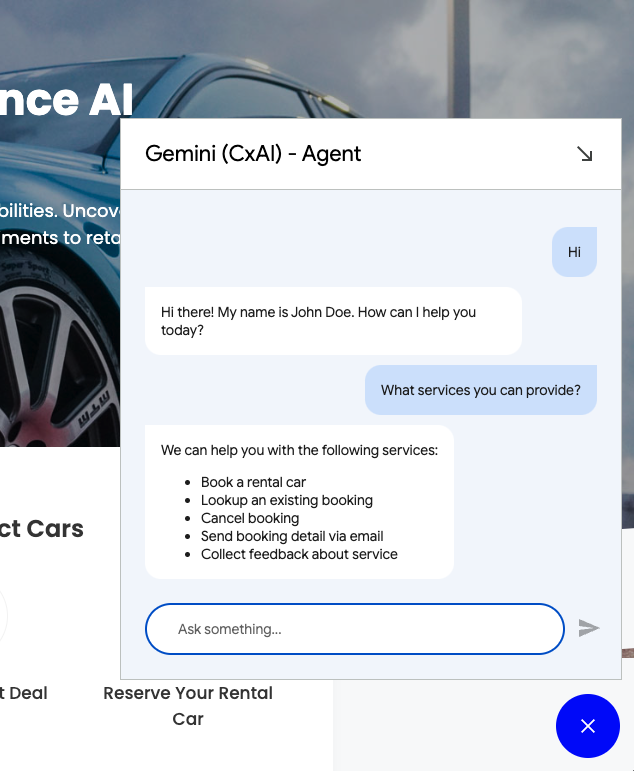 nce AI
Gemini (CxAI) - Agent
bilities. Uncov
ments to reta
Hi
Hi there! My name is John Doe. How can I help you
today?
What services you can provide?
We can help you with the following services:
• Book a rental car
• Lookup an existing booking
• Cancel booking
• Send booking detail via email
• Collect feedback about service
ct Cars
Ask something...
t Deal
Reserve Your Rental
Car